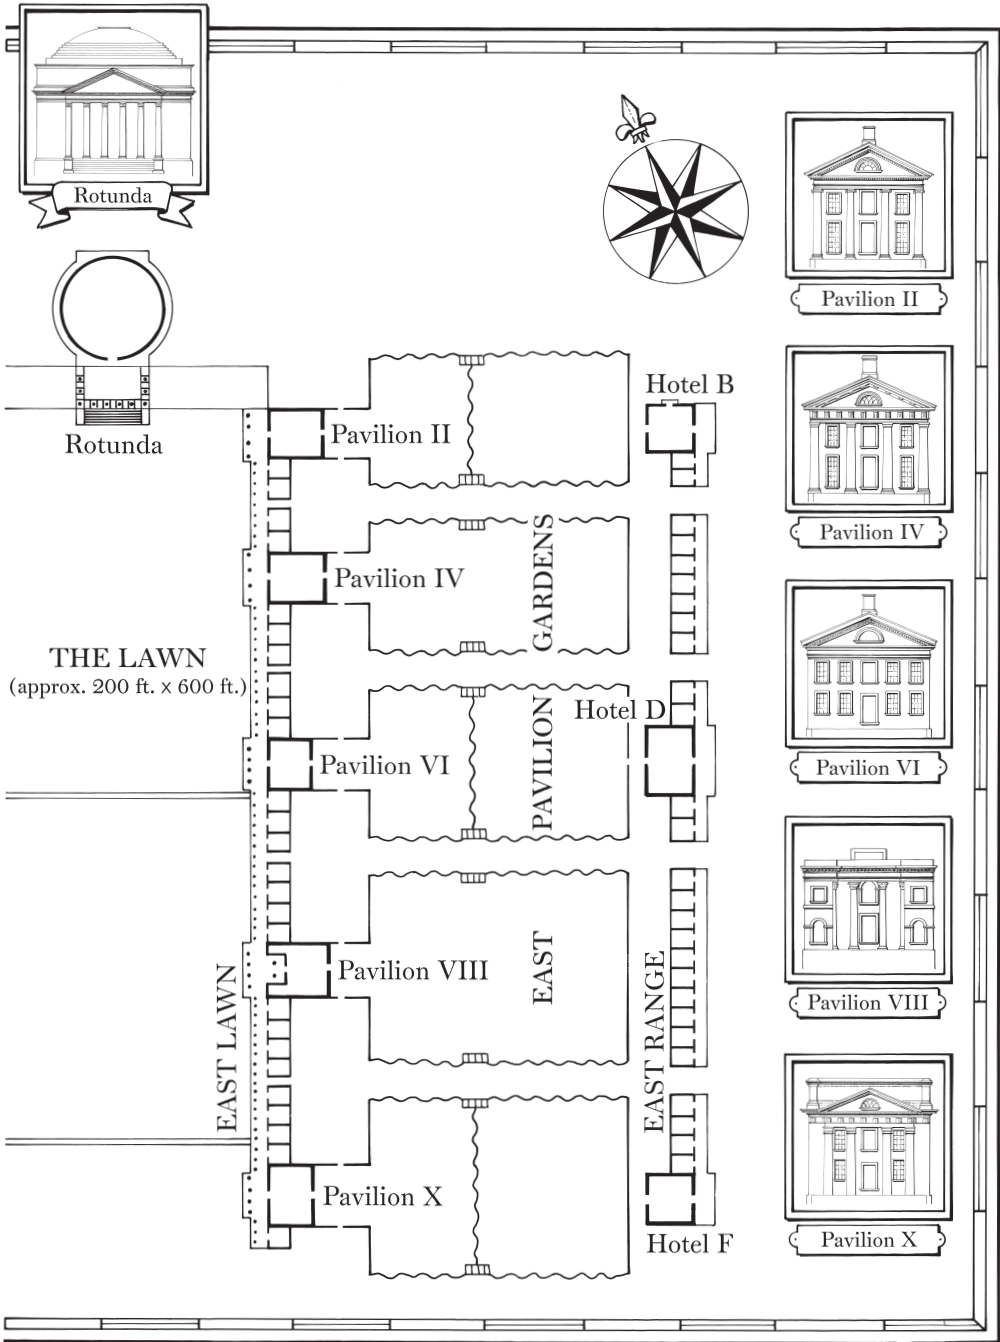 Rotunda
Pavilion II
Rotunda
Pavilion II
Hotel B
Pavilion IV
Pavilion IV
GARDENS
THE LAWN
(approx. 200 ft. x 600 ft.)
Hotel D
PAVILION
Pavilion VI
Pavilion VI
EAST
Pavilion VIII
Pavilion VIII
EAST LAWN
EAST RANGE
Pavilion X
Hotel F
Pavilion X